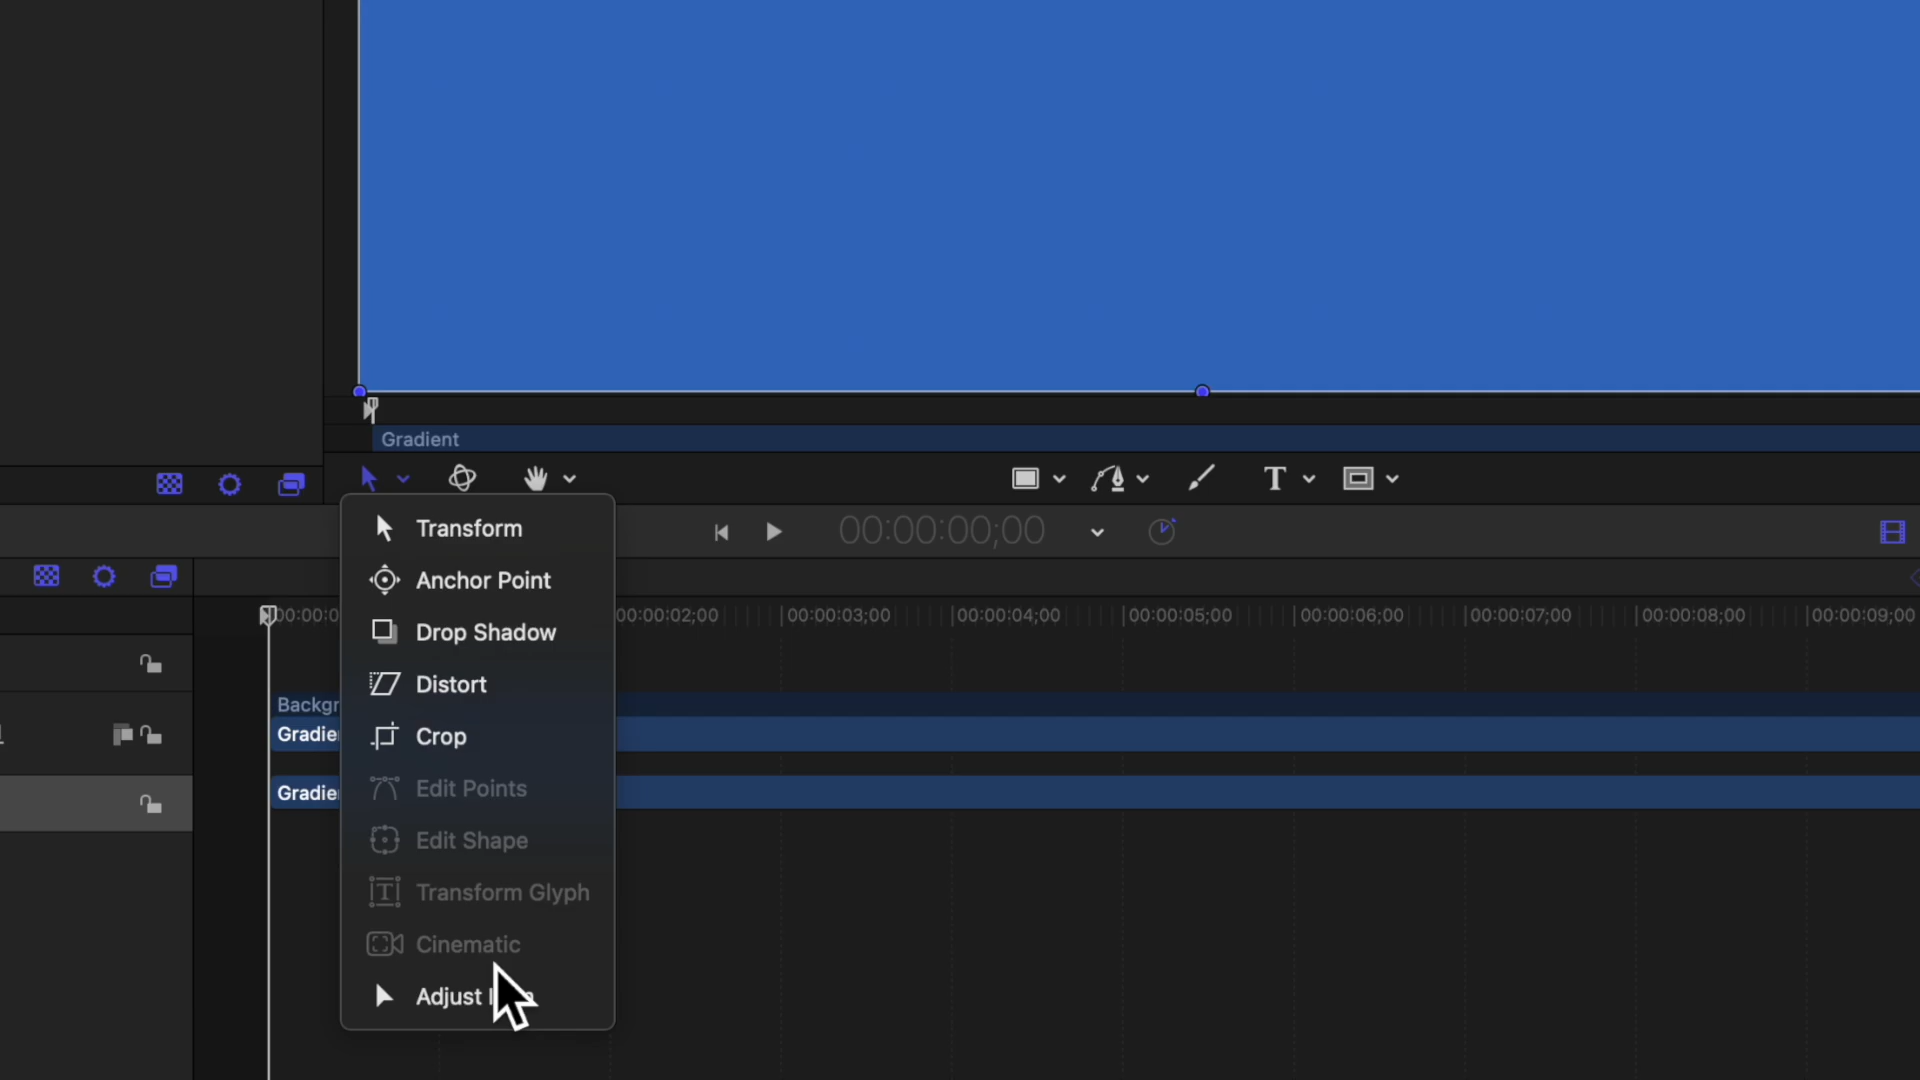 Gradient
Transform
00:00:00;00
Anchor Point
00:00:0
00:00:02;00
00:00:03;00
00:00:04;00
00:00:05;00
00:00:06;00
00:00:07;00
00:00:08;00
00:00:09;00
Drop Shadow
Distort
Backgr
Gradie
Crop
Edit Points
Gradie
Edit Shape
Transform Glyph
Cinematic
Adjust